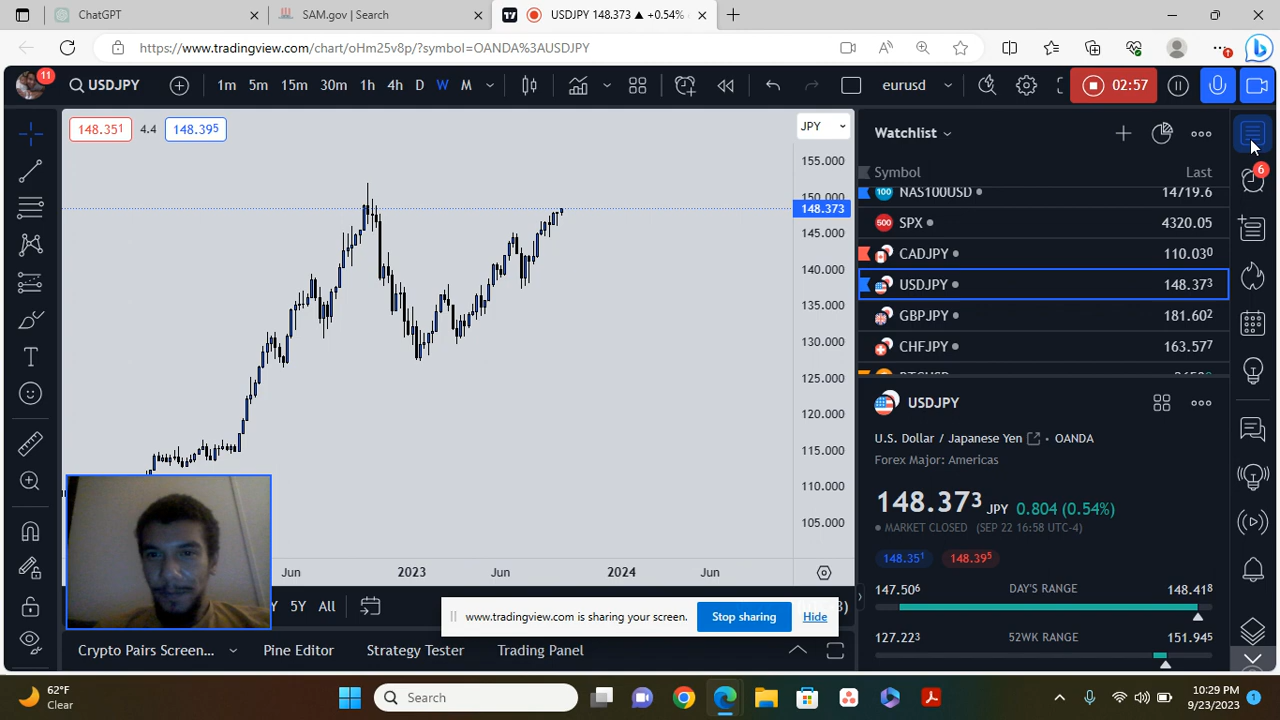 ChatGPT
SAM.gov | Search
USDJPY 148.373 ▲ +0.54%
https://www.tradingview.com/chart/oHm25v8p/?symbol=OANDA%3AUSDJPY
11
USDJPY
1m 5m 15m 30m 1h 4h D W M
eurusd
02:57
148.351 4.4 148.395
JPY
155.000
150.000
148.373
145.000
140.000
135.000
130.000
125.000
120.000
115.000
110.000
105.000
Jun 2023 Jun 2024 Jun
Watchlist
Symbol Last
100 NAS100USD 14719.6
500 SPX 4320.05
CADJPY 110.030
USDJPY 148.373
GBPJPY 181.602
CHFJPY 163.577
6
USDJPY
U.S. Dollar / Japanese Yen • OANDA
Forex Major: Americas
148.373 JPY 0.804 (0.54%)
MARKET CLOSED (SEP 22 16:58 UTC-4)
148.351 148.395
147.506 DAY'S RANGE 148.418
127.223 52WK RANGE 151.945
5Y All
www.tradingview.com is sharing your screen. Stop sharing Hide
Crypto Pairs Screen... Pine Editor Strategy Tester Trading Panel
62°F
Clear
Search
10:29 PM
9/23/2023
1